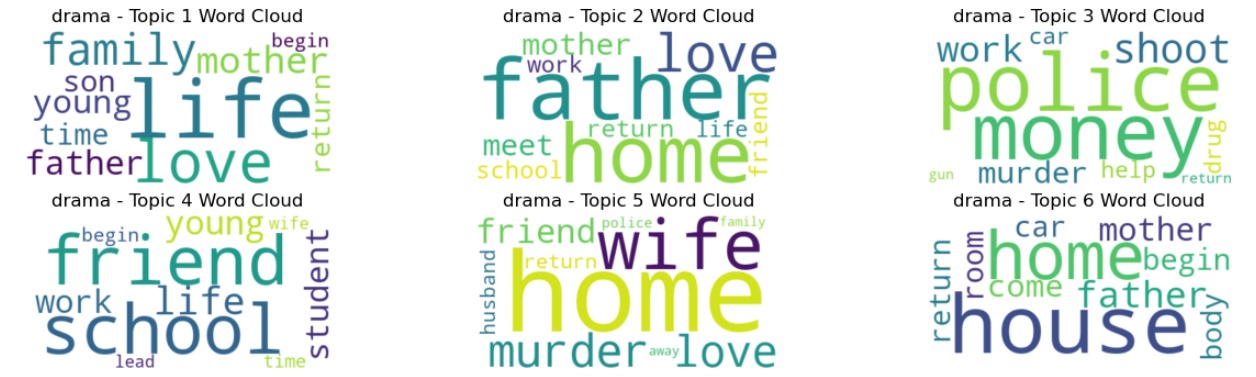 drama - Topic 1 Word Cloud
begin
family
mother
son
young
life
time
return
father
love
drama - Topic 2 Word Cloud
mother
love
work
father
return
life
friend
meet
school
home
drama - Topic 3 Word Cloud
car
work
shoot
police
money
drug
gun
murder
help
return
drama - Topic 4 Word Cloud
young
wife
begin
friend
student
work
life
school
lead
time
drama - Topic 5 Word Cloud
police
family
friend
wife
return
home
husband
murder
away
love
drama - Topic 6 Word Cloud
car
mother
return
room
home
begin
come
father
house
body